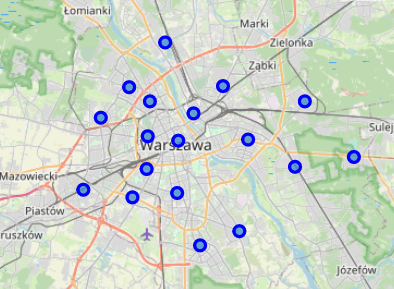 Łomianki
Marki
Zielonka
Ząbki
Sulej
Warszawa
Mazowiecki
Piastów
ruszków
Józefów